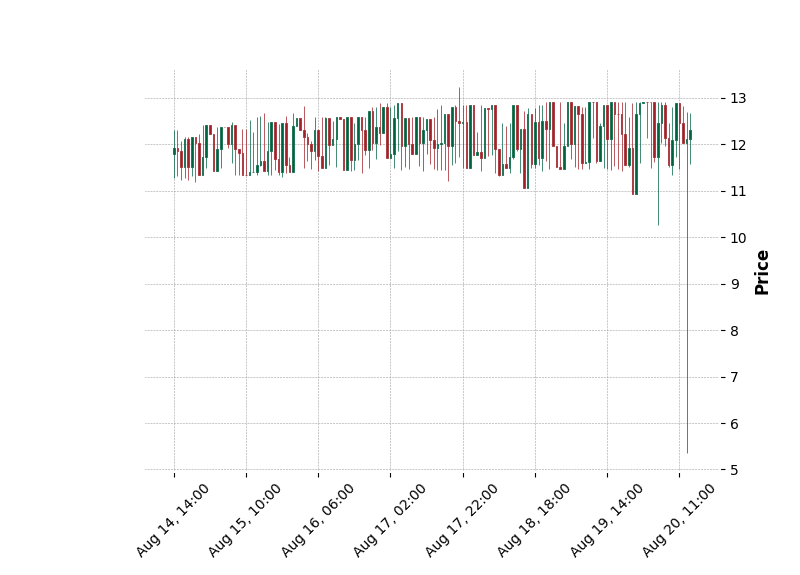 13
12
11
10
9
8
7
6
5
Price
Aug 14, 14:00
Aug 15, 10:00
Aug 16, 06:00
Aug 17, 02:00
Aug 17, 22:00
Aug 18, 18:00
Aug 19, 14:00
Aug 20, 11:00